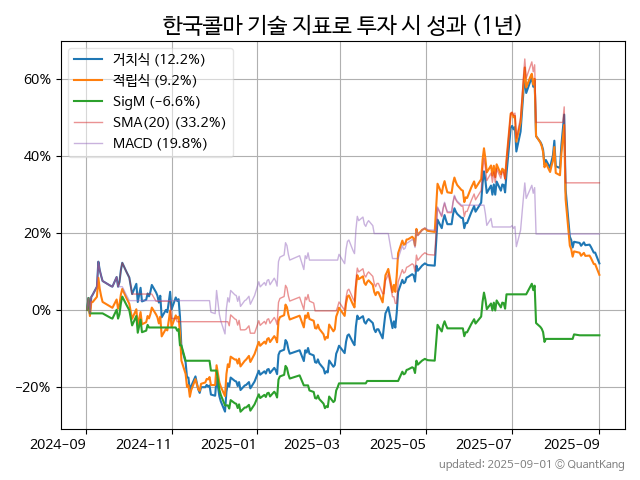 한국콜마 기술 지표로 투자 시 성과 (1년)
거치식 (12.2%)
적립식 (9.2%)
SigM (−6.6%)
SMA(20) (33.2%)
MACD (19.8%)
60%
40%
20%
0%
−20%
2024-09 2024-11 2025-01 2025-03 2025-05 2025-07 2025-09
updated: 2025-09-01 © QuantKang